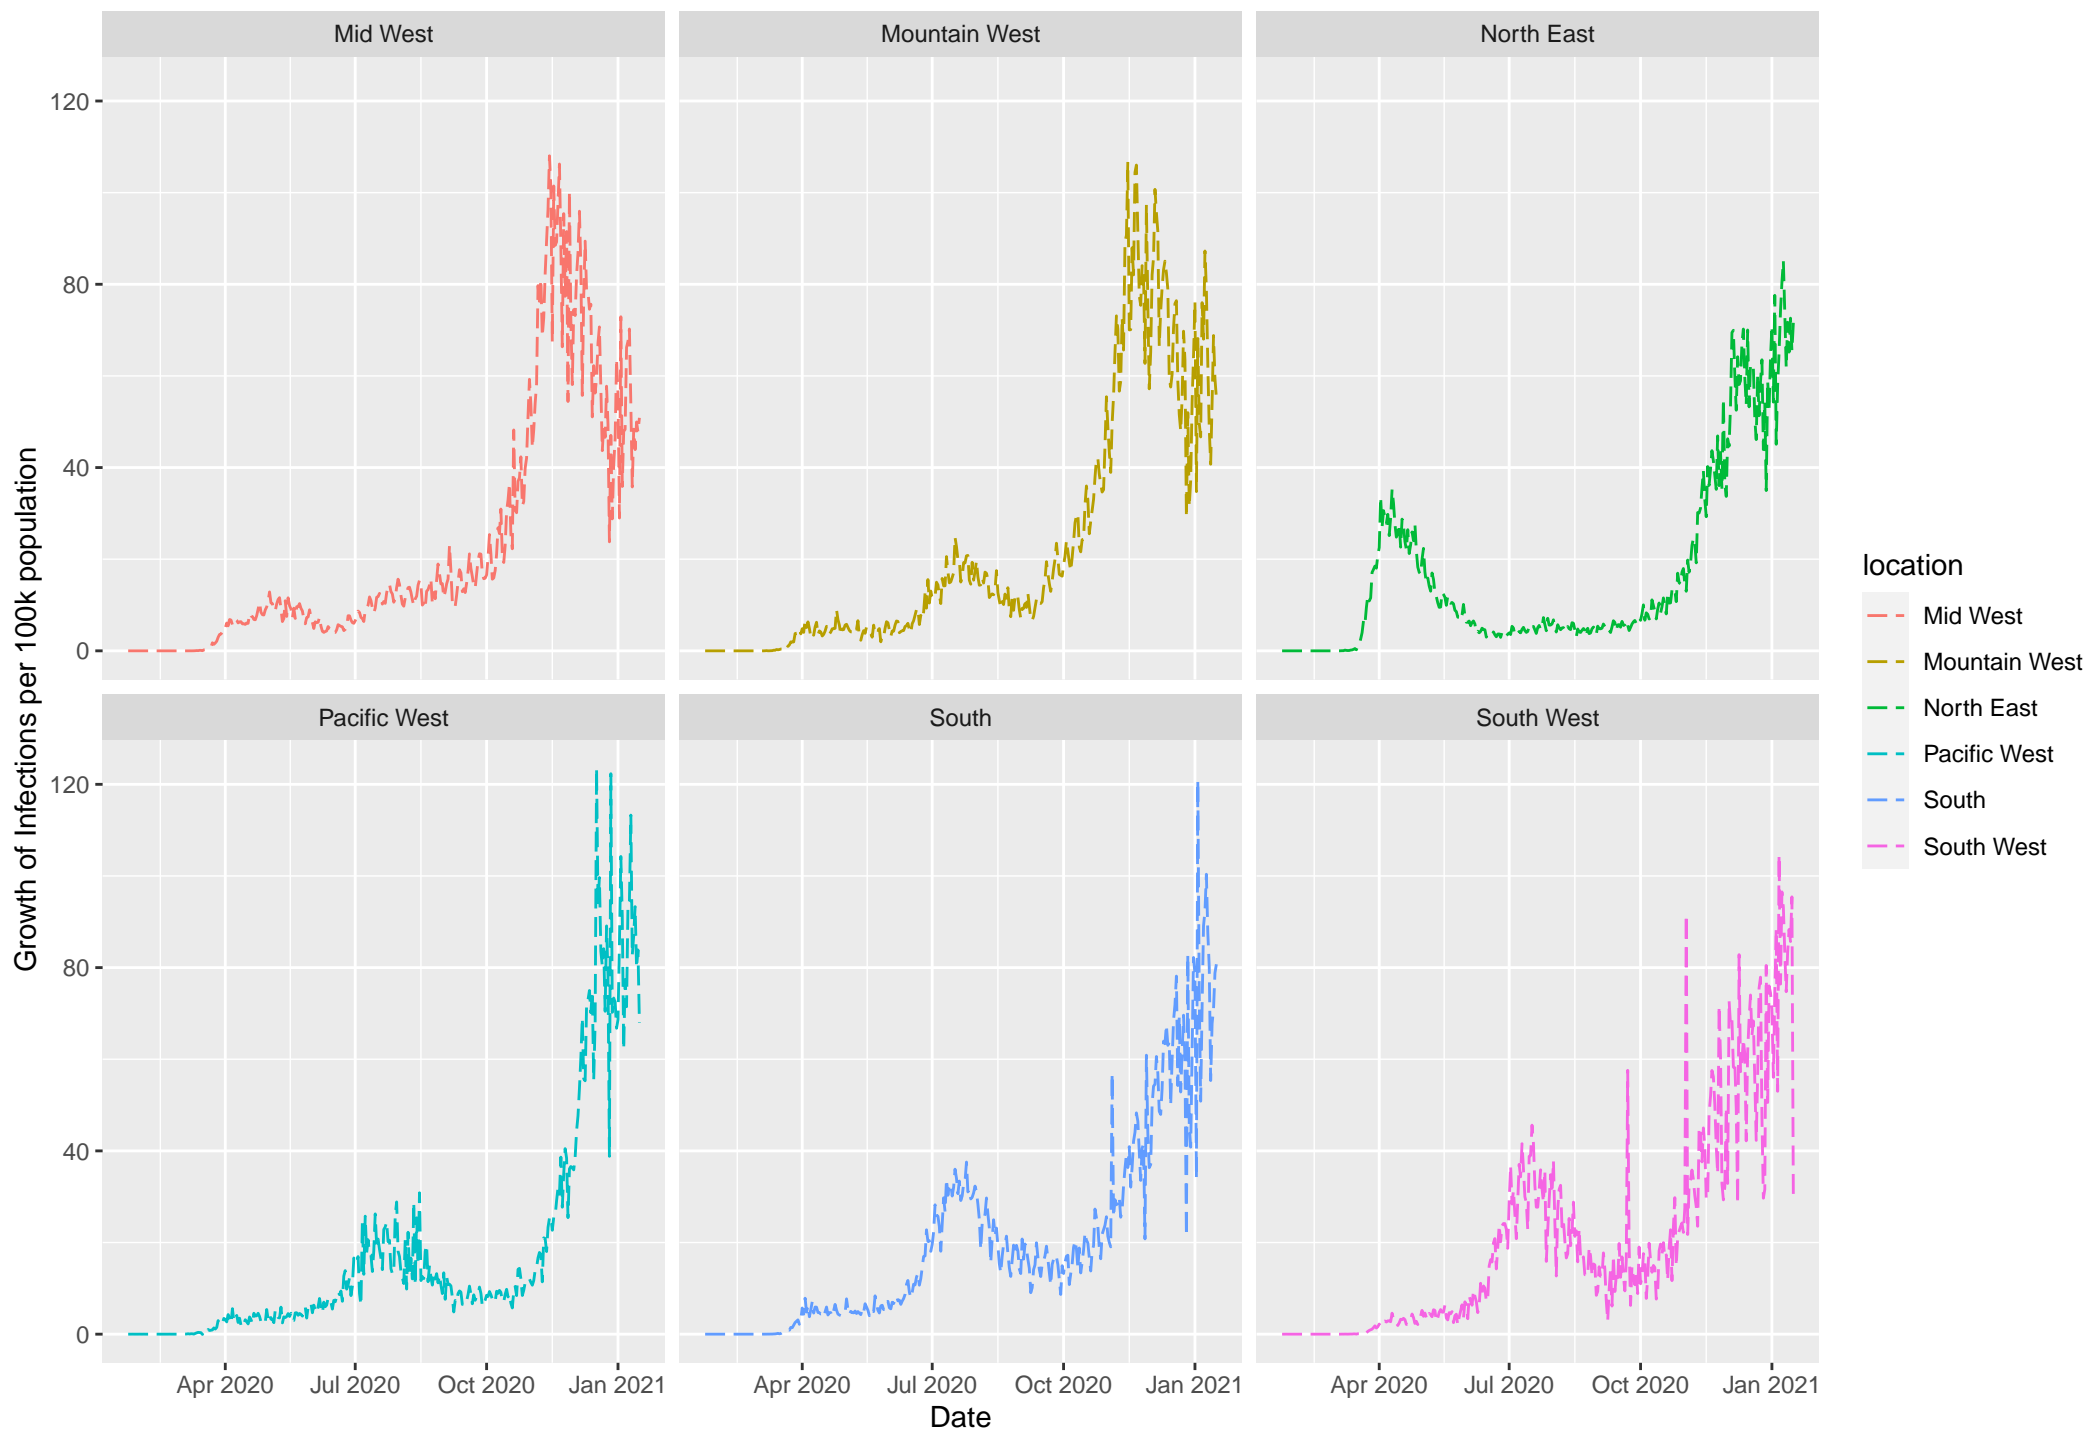 Mid West
Mountain West
North East
120
80
40
0
Pacific West
South
South West
120
80
40
0
Apr 2020
Jul 2020
Oct 2020
Jan 2021
Apr 2020
Jul 2020
Oct 2020
Jan 2021
Apr 2020
Jul 2020
Oct 2020
Jan 2021
Date
Growth of Infections per 100k population
location
Mid West
Mountain West
North East
Pacific West
South
South West